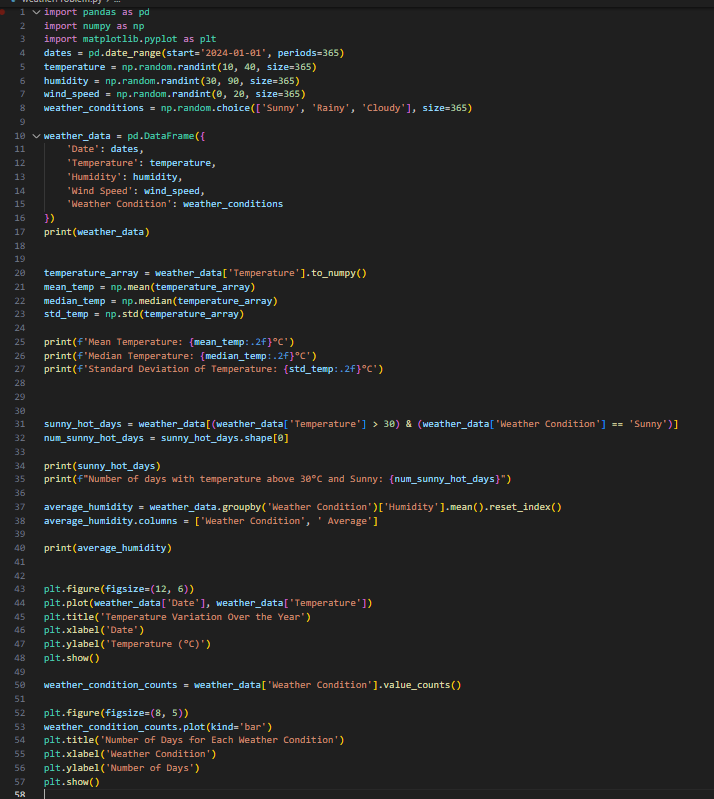 1 import pandas as pd
2 import numpy as np
3 import matplotlib.pyplot as plt
4 dates = pd.date_range(start='2024-01-01', periods=365)
5 temperature = np.random.randint(10, 40, size=365)
6 humidity = np.random.randint(30, 90, size=365)
7 wind_speed = np.random.randint(0, 20, size=365)
8 weather_conditions = np.random.choice(['Sunny', 'Rainy', 'Cloudy'], size=365)
9
10 weather_data = pd.DataFrame({
11     'Date': dates,
12     'Temperature': temperature,
13     'Humidity': humidity,
14     'Wind Speed': wind_speed,
15     'Weather Condition': weather_conditions
16 })
17 print(weather_data)
18
19
20 temperature_array = weather_data['Temperature'].to_numpy()
21 mean_temp = np.mean(temperature_array)
22 median_temp = np.median(temperature_array)
23 std_temp = np.std(temperature_array)
24
25 print(f'Mean Temperature: {mean_temp:.2f}°C')
26 print(f'Median Temperature: {median_temp:.2f}°C')
27 print(f'Standard Deviation of Temperature: {std_temp:.2f}°C')
28
29
30
31 sunny_hot_days = weather_data[(weather_data['Temperature'] > 30) & (weather_data['Weather Condition'] == 'Sunny')]
32 num_sunny_hot_days = sunny_hot_days.shape[0]
33
34 print(sunny_hot_days)
35 print(f"Number of days with temperature above 30°C and Sunny: {num_sunny_hot_days}")
36
37 average_humidity = weather_data.groupby('Weather Condition')['Humidity'].mean().reset_index()
38 average_humidity.columns = ['Weather Condition', ' Average']
39
40 print(average_humidity)
41
42
43 plt.figure(figsize=(12, 6))
44 plt.plot(weather_data['Date'], weather_data['Temperature'])
45 plt.title('Temperature Variation Over the Year')
46 plt.xlabel('Date')
47 plt.ylabel('Temperature (°C)')
48 plt.show()
49
50 weather_condition_counts = weather_data['Weather Condition'].value_counts()
51
52 plt.figure(figsize=(8, 5))
53 weather_condition_counts.plot(kind='bar')
54 plt.title('Number of Days for Each Weather Condition')
55 plt.xlabel('Weather Condition')
56 plt.ylabel('Number of Days')
57 plt.show()
58